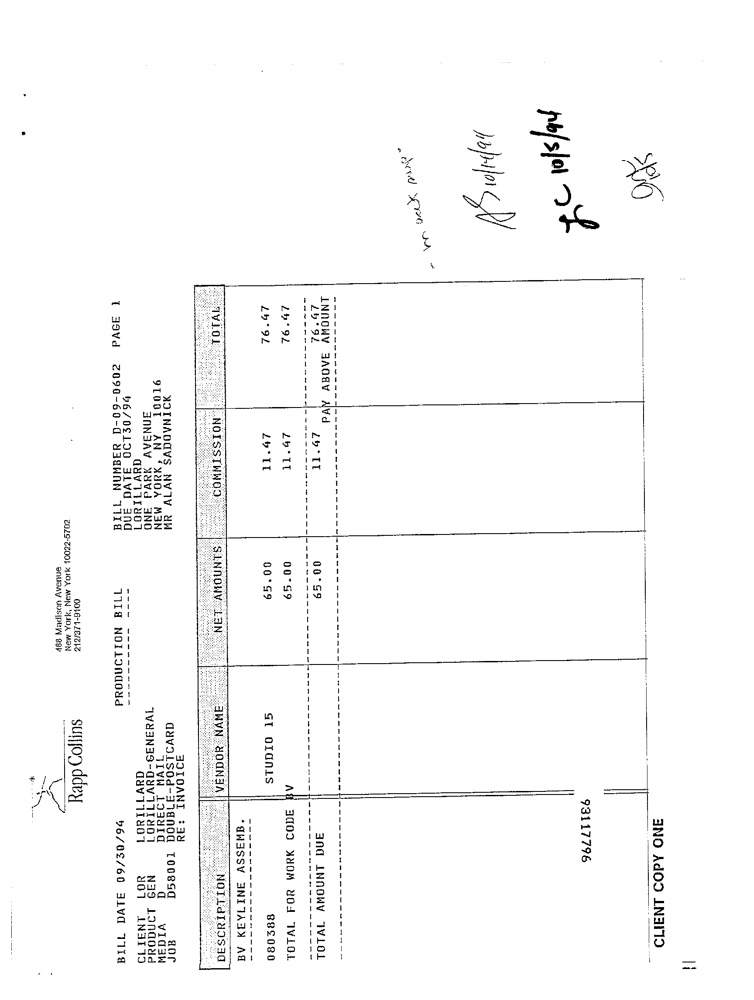 Rapp Collins
488 Madison Avenue
New York, New York 10022-5702
212/371-9100
BILL DATE 09/30/94
PRODUCTION BILL
BILL NUMBER D-09-0602 PAGE 1
DUE DATE OCT30/94
CLIENT LOR LORILLARD
PRODUCT GEN LORILLARD-GENERAL
MEDIA D DIRECT MAIL
JOB D58001 DOUBLE-POSTCARD
RE: INVOICE
LORILLARD
ONE PARK AVENUE
NEW YORK, NY 10016
MR ALAN SADOVNICK
DESCRIPTION VENDOR NAME NET AMOUNTS COMMISSION TOTAL
BV KEYLINE ASSEMB.
080388 STUDIO 15 65.00 11.47 76.47
TOTAL FOR WORK CODE BV 65.00 11.47 76.47
TOTAL AMOUNT DUE 65.00 11.47 76.47
PAY ABOVE AMOUNT
93117796
CLIENT COPY ONE
10/14/94
10/5/94